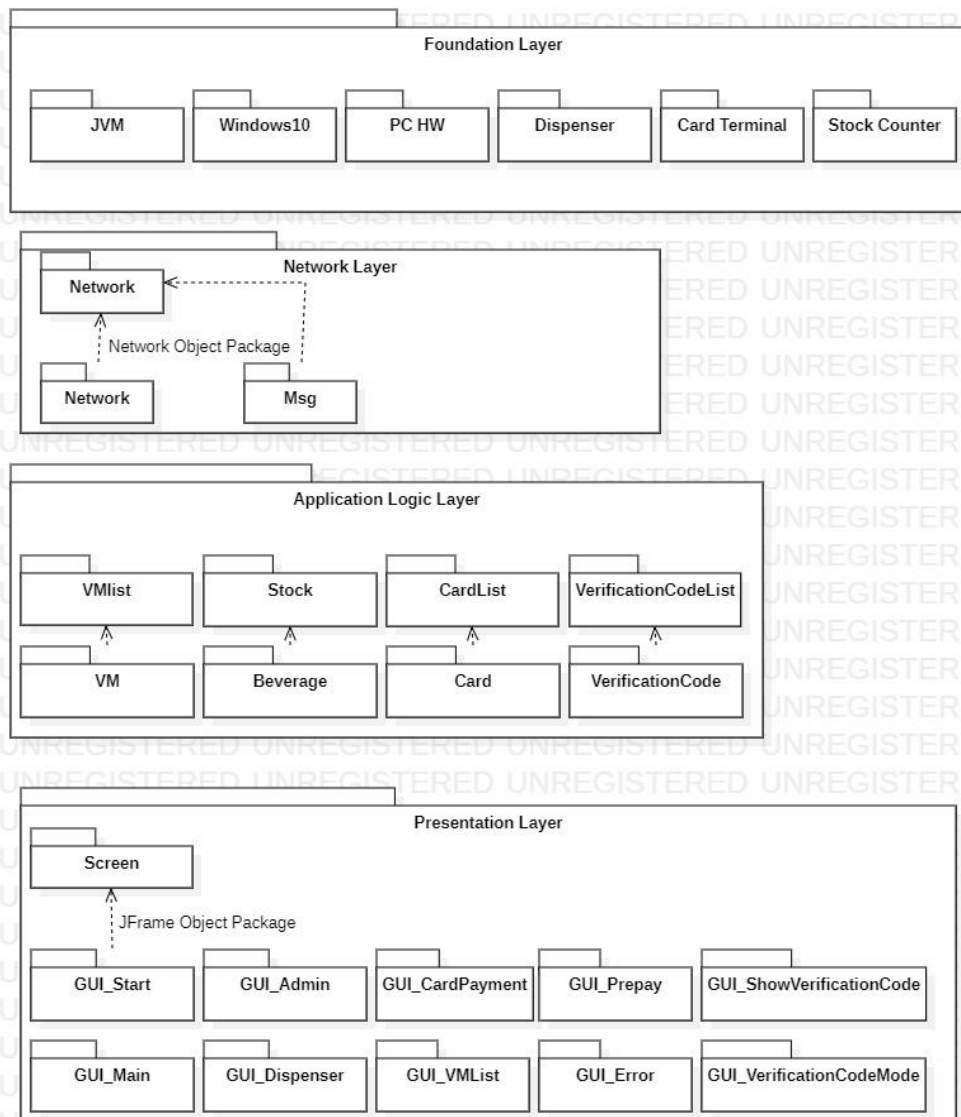 Foundation Layer
JVM Windows10 PC HW Dispenser Card Terminal Stock Counter
Network Layer
Network
Network Object Package
Network Msg
Application Logic Layer
VMlist Stock CardList VerificationCodeList
VM Beverage Card VerificationCode
Presentation Layer
Screen
JFrame Object Package
GUI_Start GUI_Admin GUI_CardPayment GUI_Prepay GUI_ShowVerificationCode
GUI_Main GUI_Dispenser GUI_VMList GUI_Error GUI_VerificationCodeMode